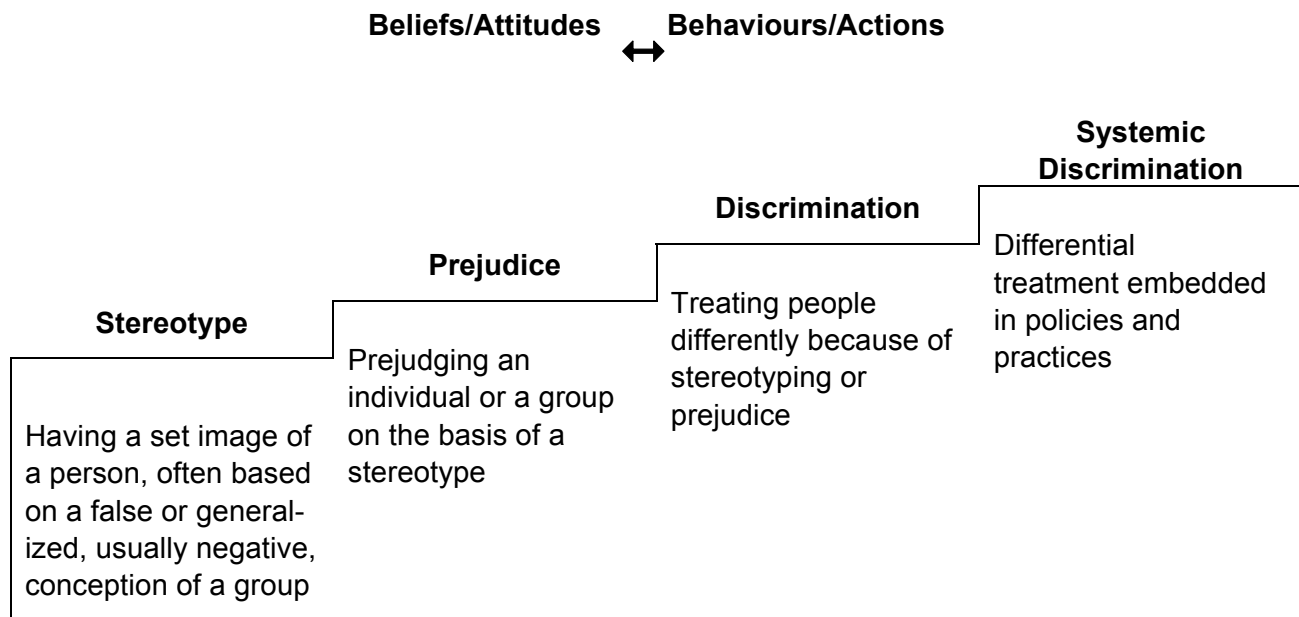 Beliefs/Attitudes ↔ Behaviours/Actions
Stereotype
Having a set image of
a person, often based
on a false or general-
ized, usually negative,
conception of a group
Prejudice
Prejudging an
individual or a group
on the basis of a
stereotype
Discrimination
Treating people
differently because of
stereotyping or
prejudice
Systemic
Discrimination
Differential
treatment embedded
in policies and
practices